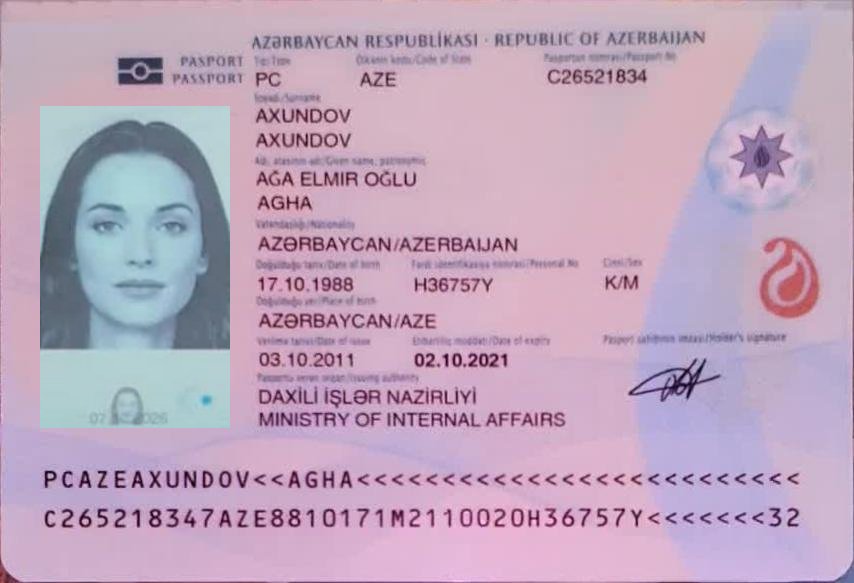 AZƏRBAYCAN RESPUBLİKASI · REPUBLIC OF AZERBAIJAN
PASPORT
PASSPORT
Tip/Type
Ölkənin kodu/Code of State
Pasportun nömrəsi/Passport No
PC
AZE
C26521834
Soyadı/Surname
AXUNDOV
AXUNDOV
Adı, atasının adı/Given name, patronymic
AĞA ELMIR OĞLU
AGHA
Vətəndaşlığı/Nationality
AZƏRBAYCAN/AZERBAIJAN
Doğulduğu tarix/Date of birth
Fərdi identifikasiya nömrəsi/Personal No
Cinsi/Sex
17.10.1988
H36757Y
K/M
Doğulduğu yer/Place of birth
AZƏRBAYCAN/AZE
Verilmə tarixi/Date of issue
Etibarlılıq müddəti/Date of expiry
Pasport sahibinin imzası/Holder's signature
03.10.2011
02.10.2021
Pasportu verən orqan/Issuing authority
DAXİLİ İŞLƏR NAZİRLİYİ
MINISTRY OF INTERNAL AFFAIRS
PCAZEAXUNDOV<<AGHA<<<<<<<<<<<<<<<<<<<<<<<<<<
C265218347AZE8810171M2110020H36757Y<<<<<<<32